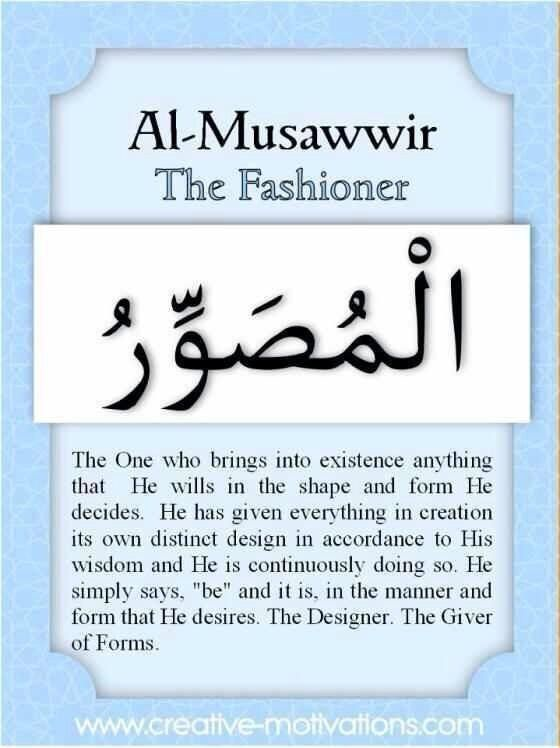 Al-Musawwir
The Fashioner
الْمُصَوِّرُ
The One who brings into existence anything
that He wills in the shape and form He
decides. He has given everything in creation
its own distinct design in accordance to His
wisdom and He is continuously doing so. He
simply says, "be" and it is, in the manner and
form that He desires. The Designer. The Giver
of Forms.
www.creative-motivations.com